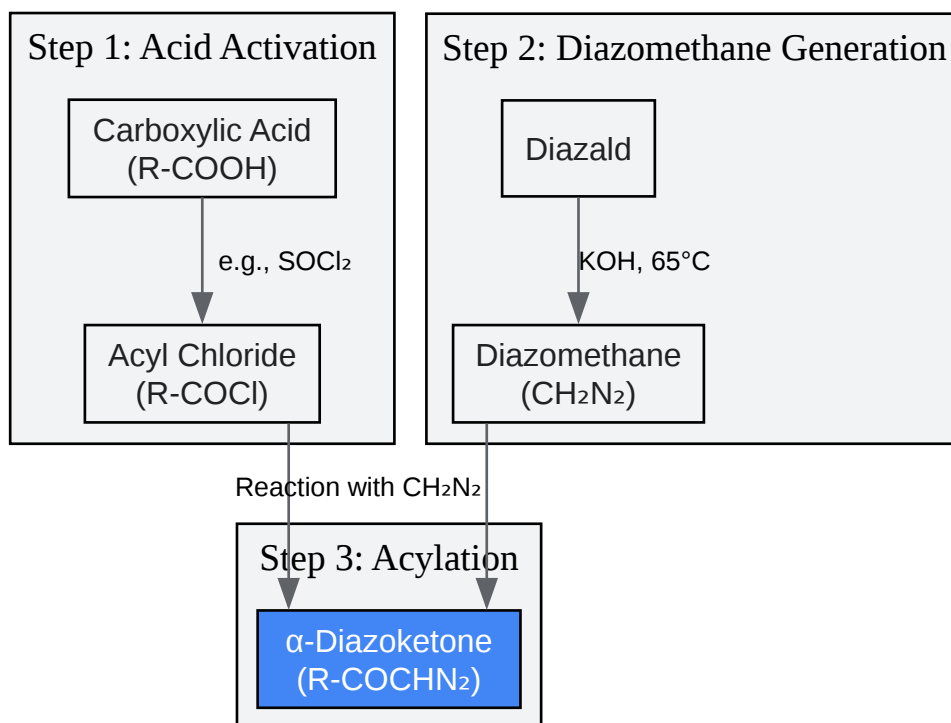 Step 1: Acid Activation
Carboxylic Acid
(R-COOH)
e.g., SOCl₂
Acyl Chloride
(R-COCl)
Step 2: Diazomethane Generation
Diazald
KOH, 65°C
Diazomethane
(CH₂N₂)
Reaction with CH₂N₂
Step 3: Acylation
α-Diazoketone
(R-COCHN₂)